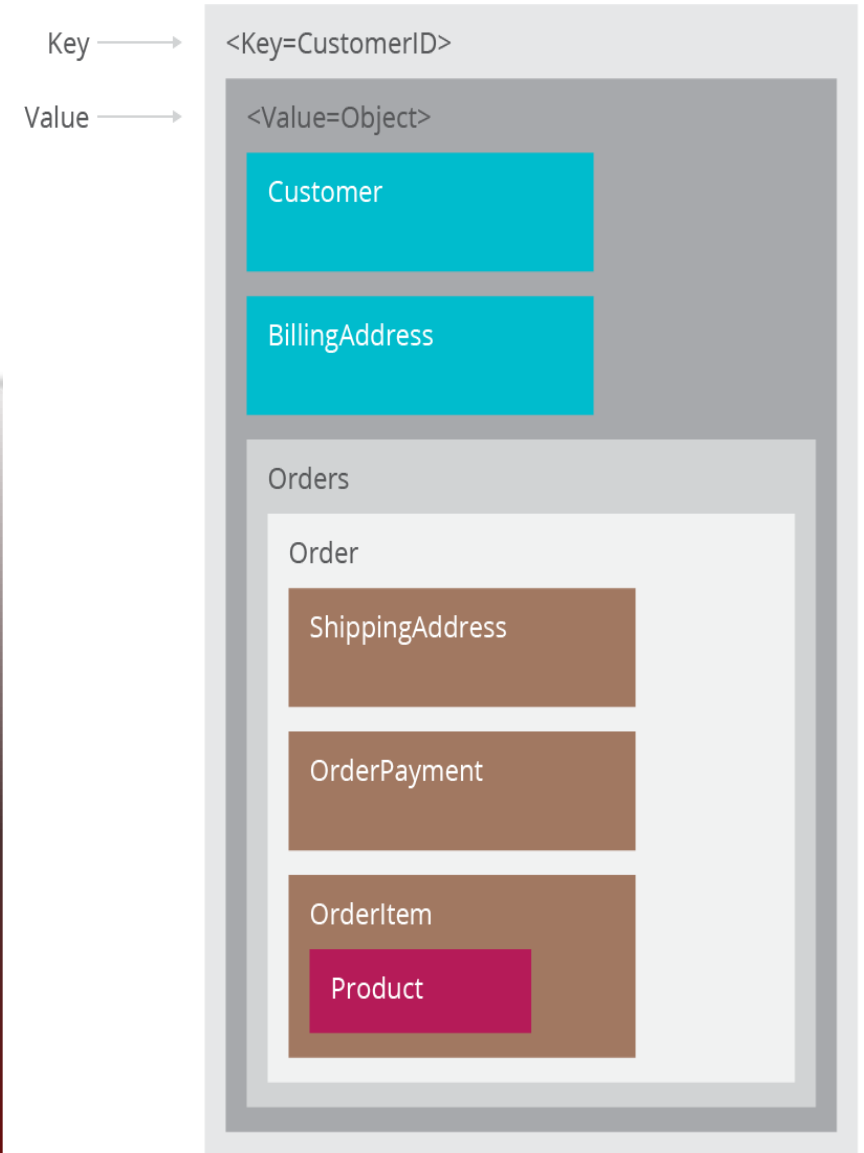 Key
<Key=CustomerID>
Value
<Value=Object>
Customer
BillingAddress
Orders
Order
ShippingAddress
OrderPayment
OrderItem
Product